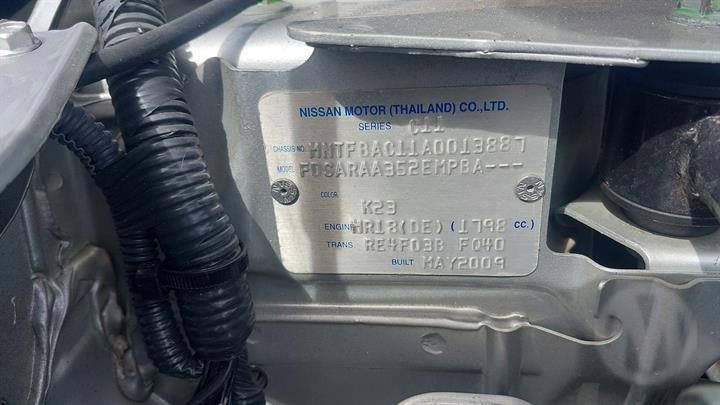 NISSAN MOTOR (THAILAND) CO.,LTD.
SERIES C11
CHASSIS NO. MNTFBAC11A0013887
MODEL FDSARAA352EMPBA---
COLOR
K23
ENGINE MR18(DE) (1798 CC.)
TRANS. RE4F03B F040
BUILT MAY2009